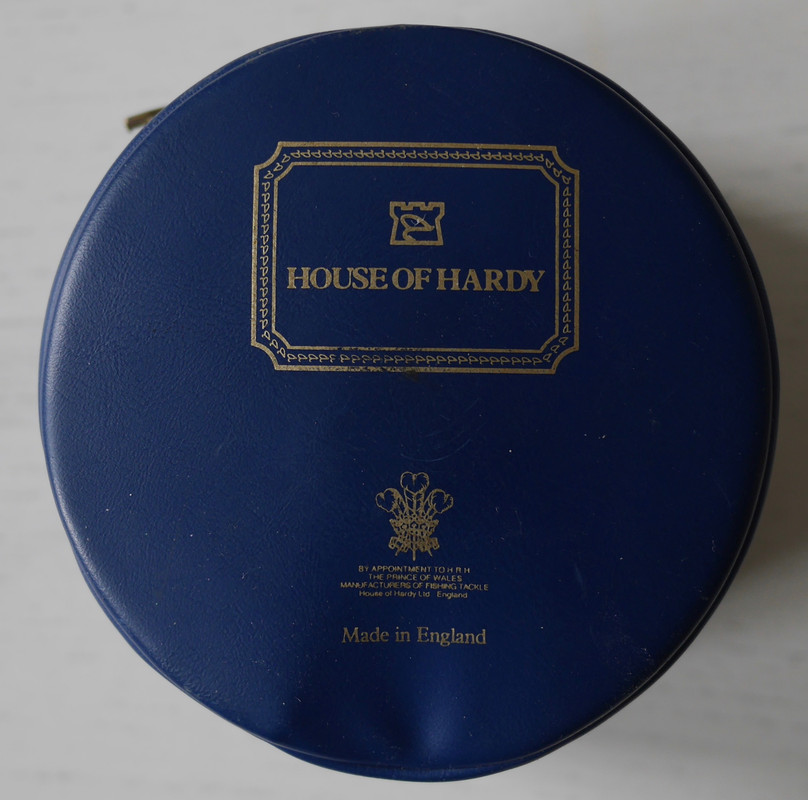 HOUSE OF HARDY
BY APPOINTMENT TO H.R.H
THE PRINCE OF WALES
MANUFACTURERS OF FISHING TACKLE
House of Hardy Ltd England
Made in England